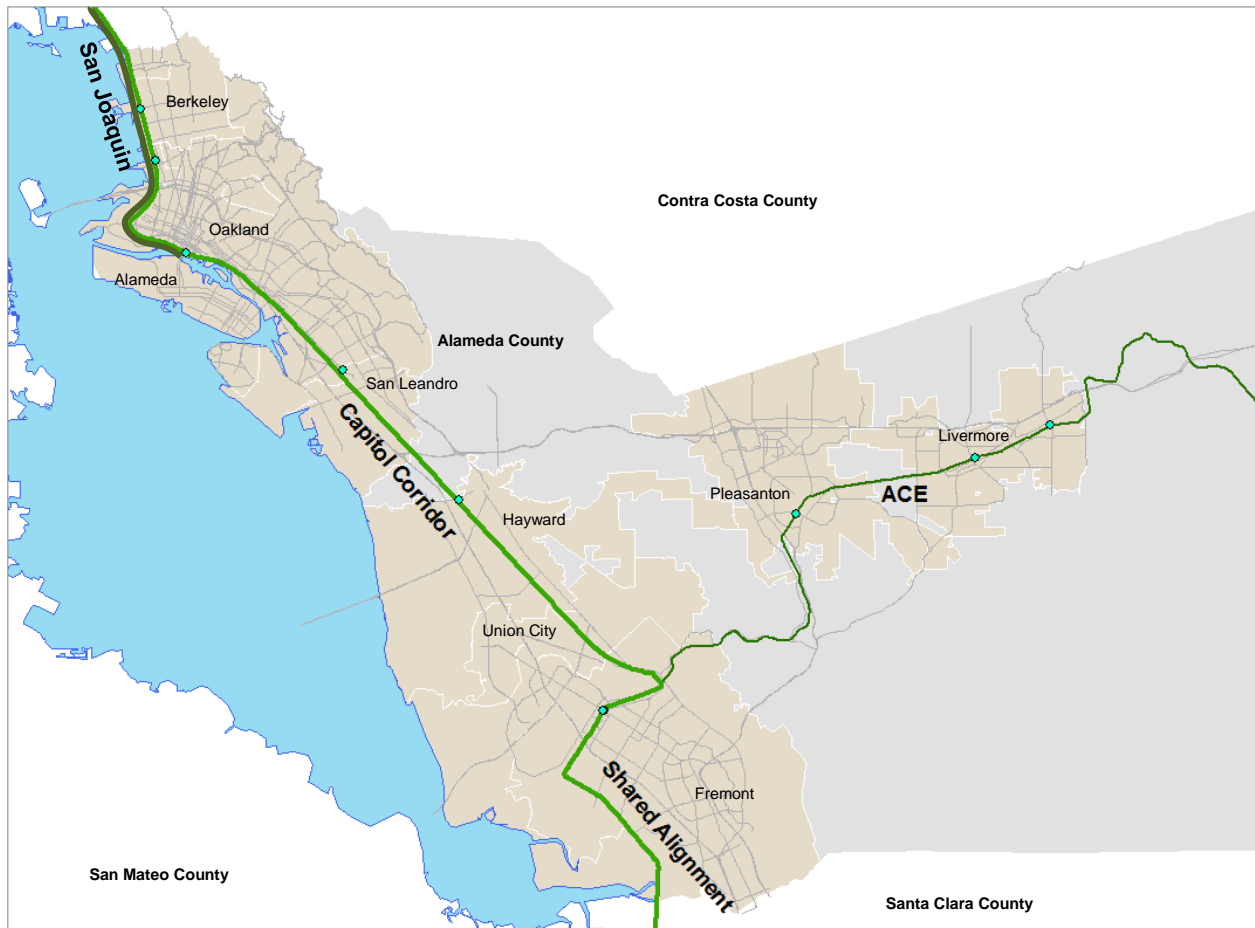 San Joaquin
Berkeley
Contra Costa County
Oakland
Alameda
Alameda County
San Leandro
Capitol Corridor
Livermore
Pleasanton
ACE
Hayward
Union City
Shared Alignment
Fremont
San Mateo County
Santa Clara County